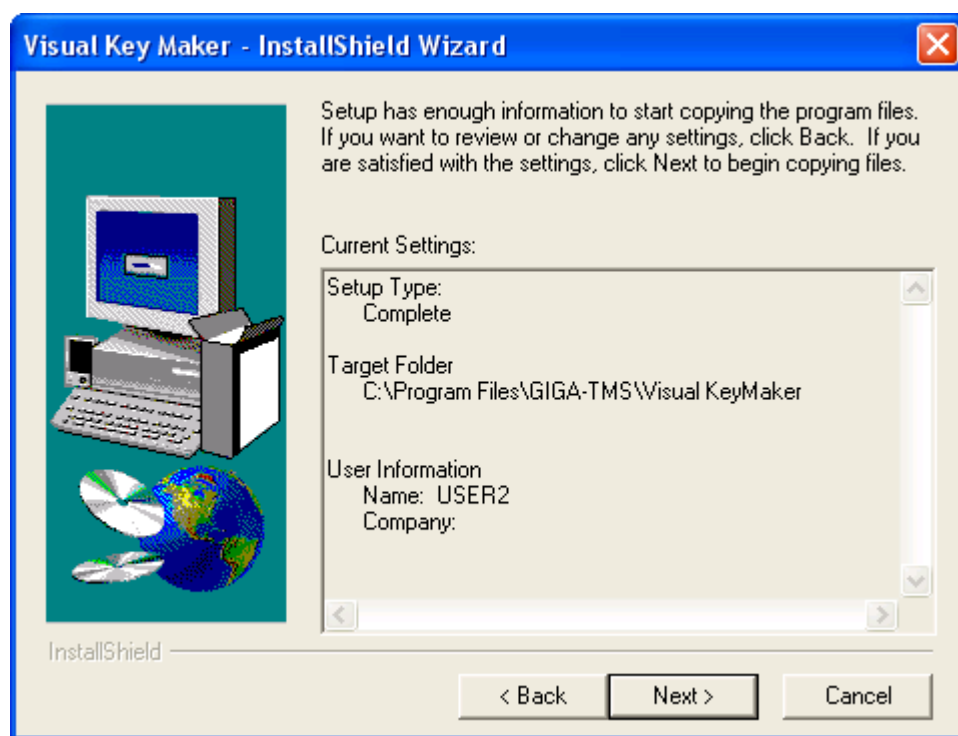 Visual Key Maker - InstallShield Wizard
Setup has enough information to start copying the program files.
If you want to review or change any settings, click Back.  If you
are satisfied with the settings, click Next to begin copying files.
Current Settings:
Setup Type:
Complete
Target Folder
C:\Program Files\GIGA-TMS\Visual KeyMaker
User Information
Name:  USER2
Company:
InstallShield
< Back
Next >
Cancel